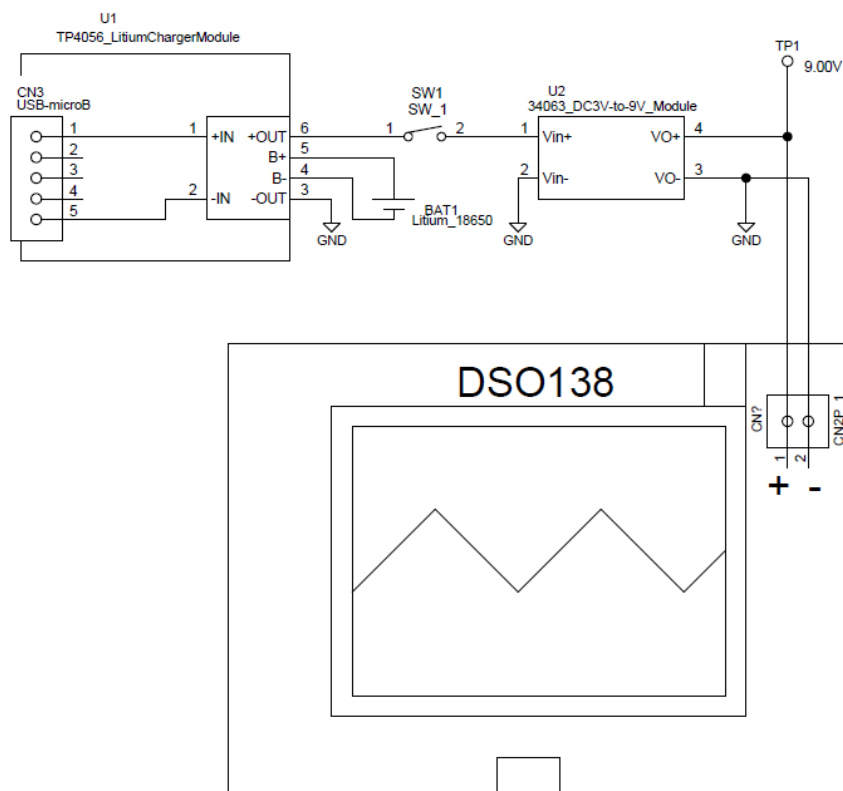 U1
TP4056_LitiumChargerModule
CN3
USB-microB
1
2
3
4
5
1
2
+IN
-IN
+OUT
B+
B-
-OUT
6
5
4
3
GND
BAT1
Litium_18650
SW1
SW_1
1
2
U2
34063_DC3V-to-9V_Module
1
2
Vin+
Vin-
VO+
VO-
4
3
GND
GND
TP1
9.00V
DSO138
CN?
CN2P_1
1
2
+ -